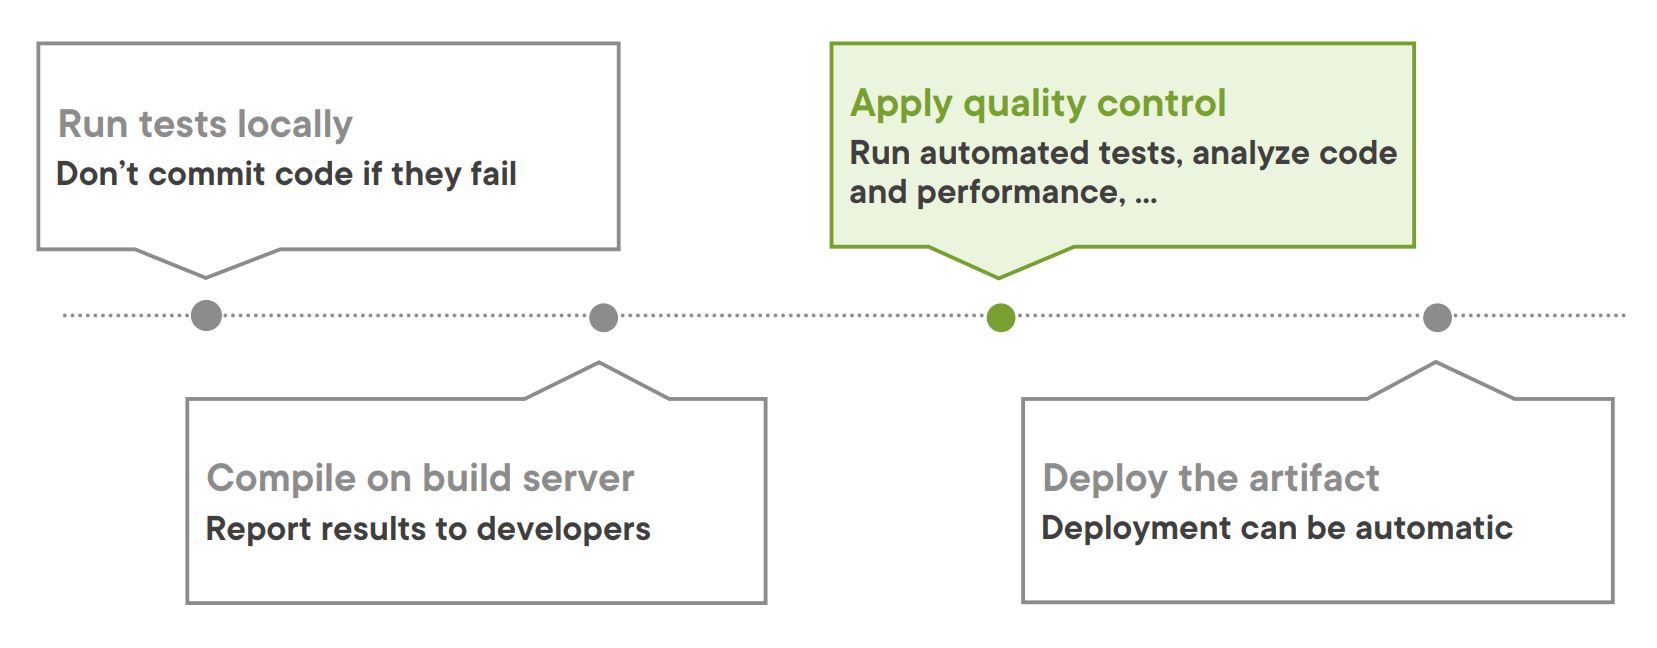 Run tests locally
Don’t commit code if they fail
Compile on build server
Report results to developers
Apply quality control
Run automated tests, analyze code
and performance, ...
Deploy the artifact
Deployment can be automatic